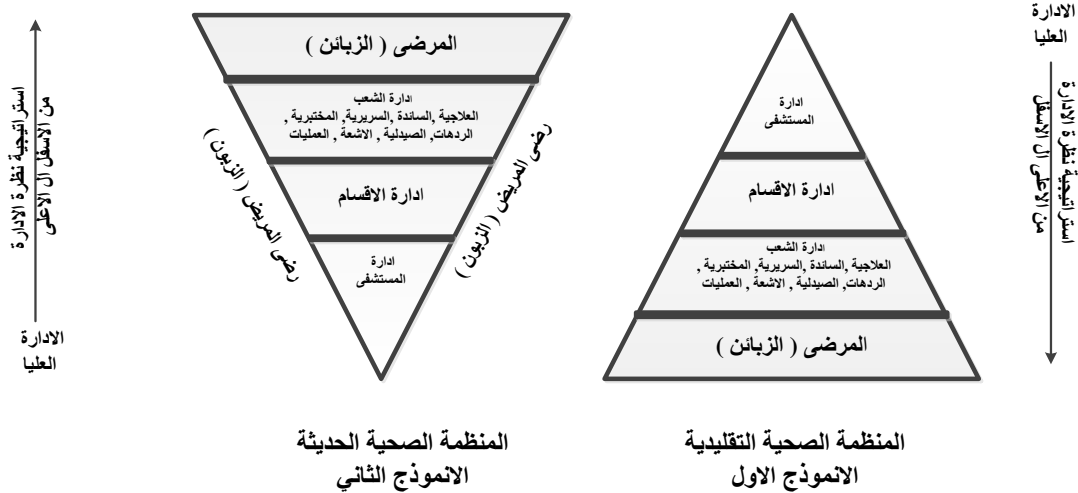 الادارة
العليا
استراتيجية نظرة الادارة
من الاعلى ال الاسفل
ادارة
المستشفى
ادارة الاقسام
ادارة الشعب
العلاجية ,الساندة ,السريرية, المختبرية ,
الردهات, الصيدلية , الاشعة , العمليات
المرضى ( الزبائن )
المنظمة الصحية التقليدية
الانموذج الاول
المرضى ( الزبائن )
ادارة الشعب
العلاجية ,الساندة ,السريرية, المختبرية ,
الردهات, الصيدلية , الاشعة , العمليات
ادارة الاقسام
ادارة
المستشفى
رضى المريض ( الزبون )
رضى المريض ( الزبون )
استراتيجية نظرة الادارة
من الاسفل ال الاعلى
الادارة
العليا
المنظمة الصحية الحديثة
الانموذج الثاني